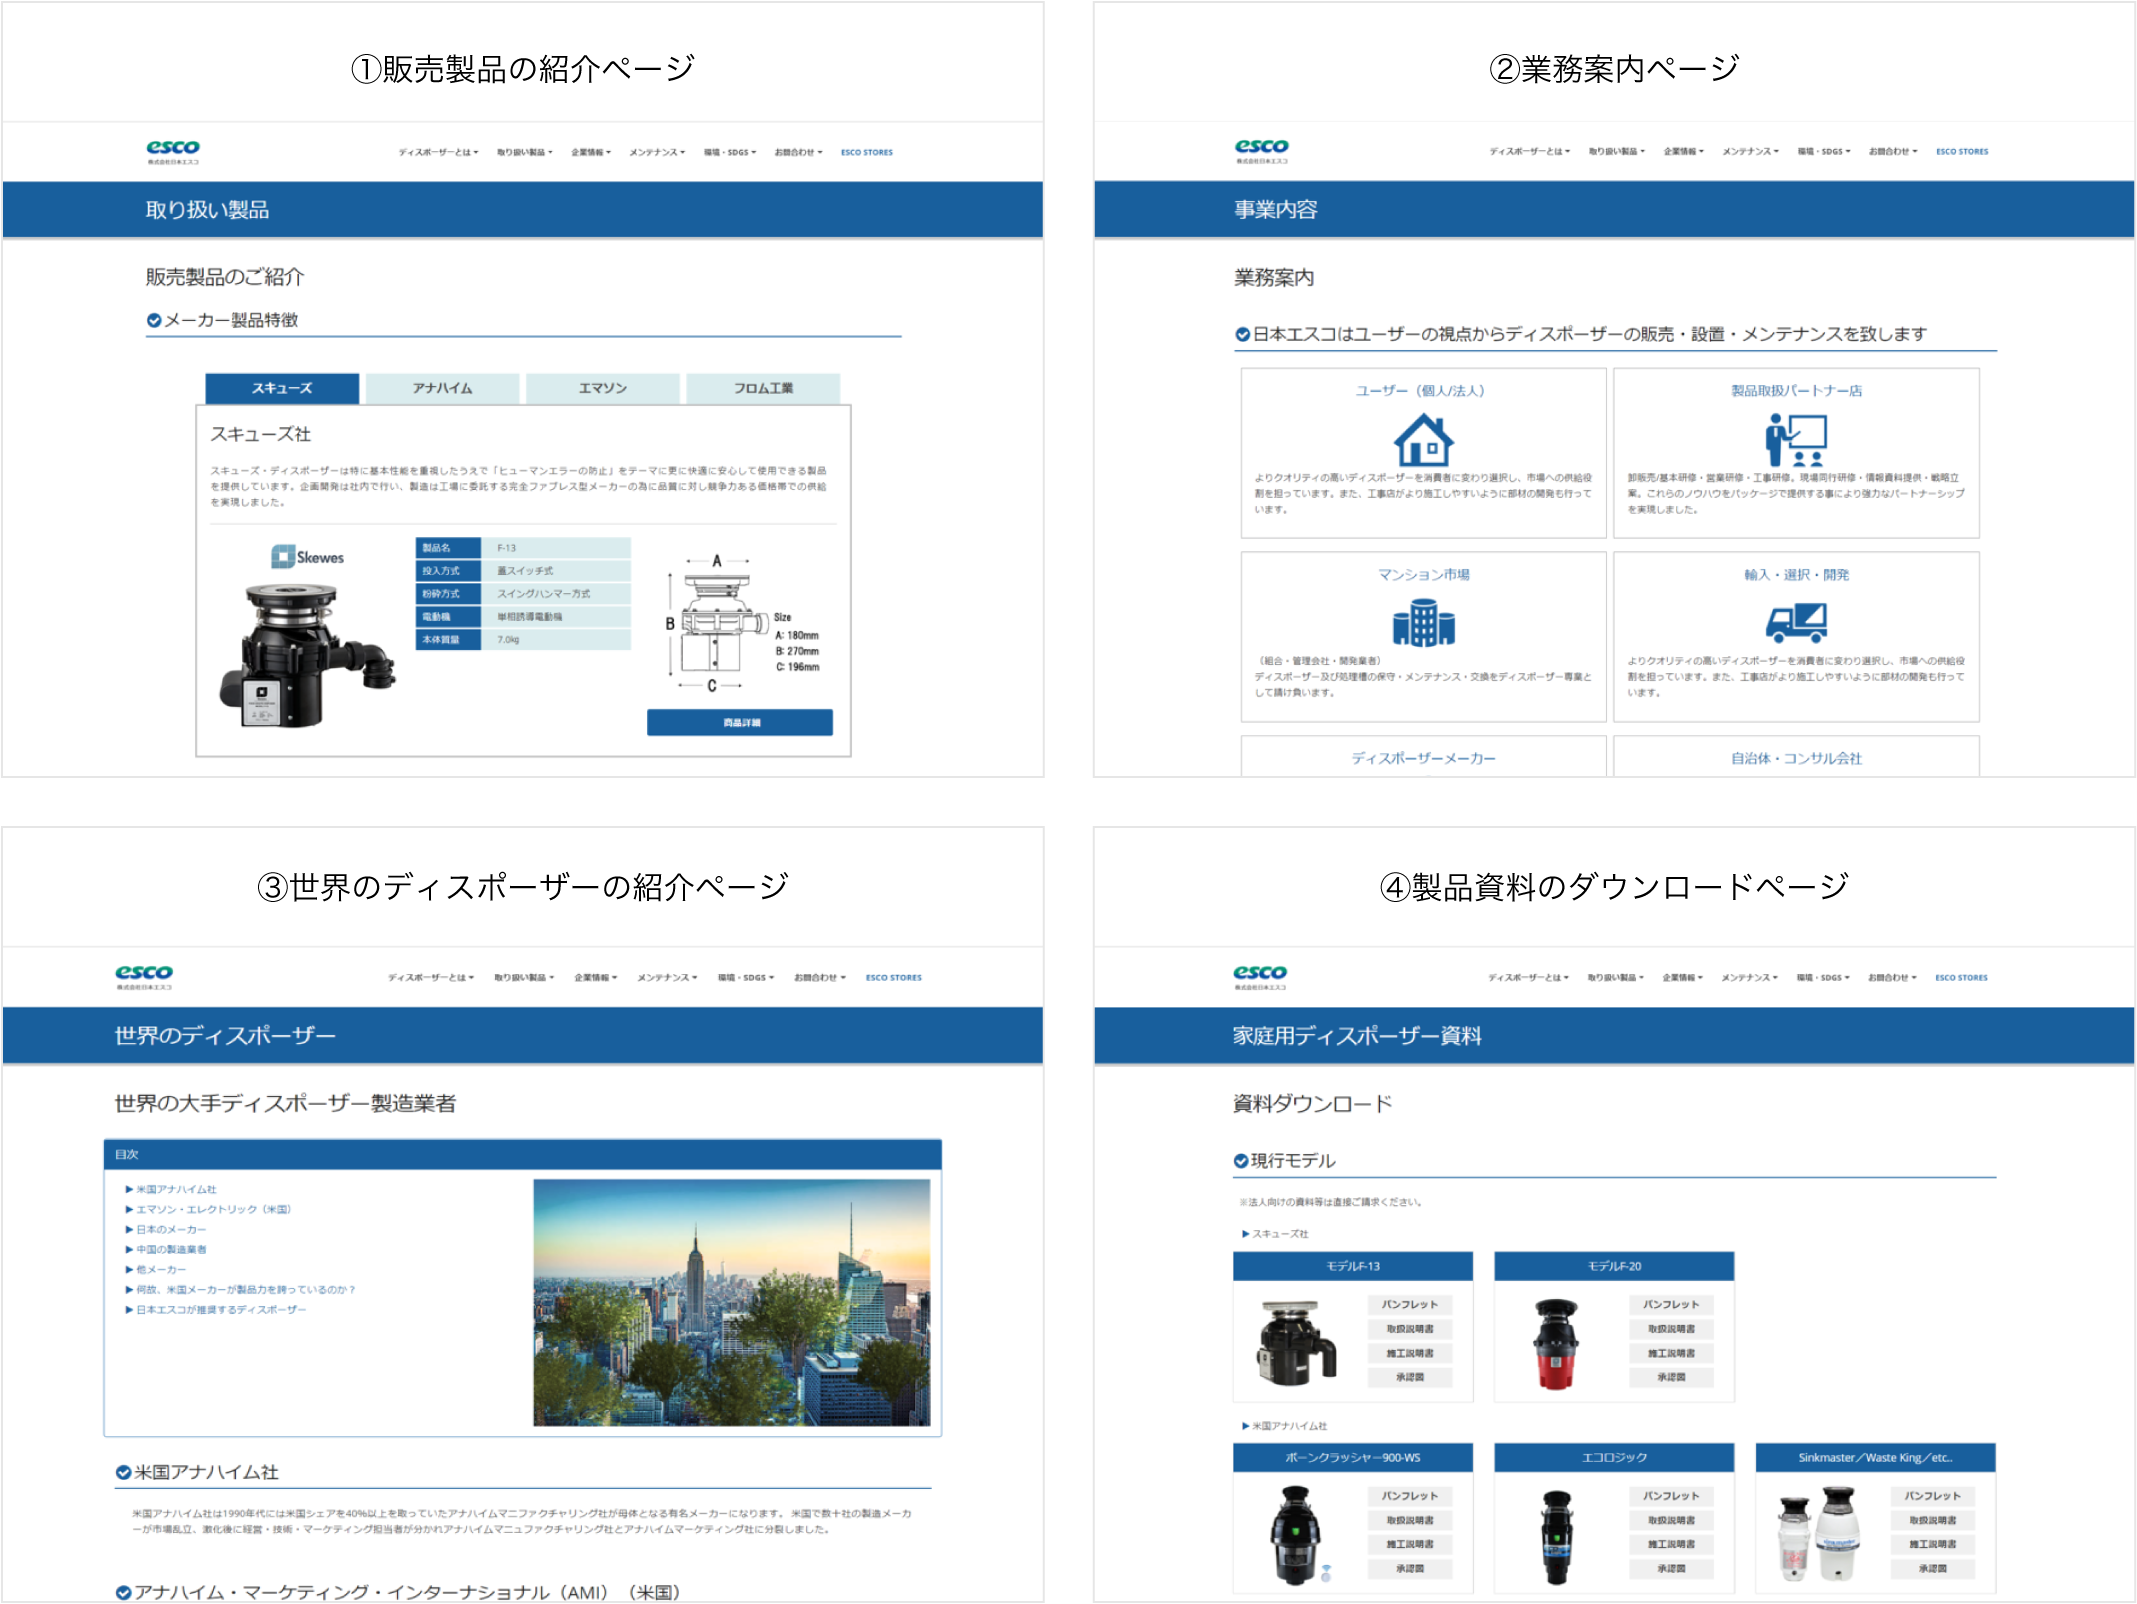 ①販売製品の紹介ページ
esco
株式会社日本エスコ
ディスポーザーとは 取り扱い製品 企業情報 メンテナンス 環境・SDGS お問合わせ ESCO STORES
取り扱い製品
販売製品のご紹介
メーカー製品特徴
スキューズ アナハイム エマソン フロム工業
スキューズ社
スキューズ・ディスポーザーは特に基本性能を重視したうえで「ヒューマンエラーの防止」をテーマに更に快適に安心して使用できる製品
を提供しています。企画開発は社内で行い、製造は工場に委託する完全ファブレス型メーカーの為に品質に対し競争力ある価格帯での供給
を実現しました。
Skewes
製品名 F-13
投入方式 蓋スイッチ式
粉砕方式 スイングハンマー方式
電動機 単相誘導電動機
本体質量 7.0kg
A
B
C
Size
A: 180mm
B: 270mm
C: 196mm
商品詳細
②業務案内ページ
esco
株式会社日本エスコ
ディスポーザーとは 取り扱い製品 企業情報 メンテナンス 環境・SDGS お問合わせ ESCO STORES
事業内容
業務案内
日本エスコはユーザーの視点からディスポーザーの販売・設置・メンテナンスを致します
ユーザー（個人/法人）
よりクオリティの高いディスポーザーを消費者に変わり選択し、市場への供給役
割を担っています。また、工事店がより施工しやすいように部材の開発も行って
います。
製品取扱パートナー店
卸販売/基本研修・営業研修・工事研修。現場同行研修・情報資料提供・戦略立
案。これらのノウハウをパッケージで提供する事により強力なパートナーシップ
を実現しました。
マンション市場
（組合・管理会社・開発業者）
ディスポーザー及び処理槽の保守・メンテナンス・交換をディスポーザー専業と
して請け負います。
輸入・選択・開発
よりクオリティの高いディスポーザーを消費者に変わり選択し、市場への供給役
割を担っています。また、工事店がより施工しやすいように部材の開発も行って
います。
ディスポーザーメーカー
自治体・コンサル会社
③世界のディスポーザーの紹介ページ
esco
株式会社日本エスコ
ディスポーザーとは 取り扱い製品 企業情報 メンテナンス 環境・SDGS お問合わせ ESCO STORES
世界のディスポーザー
世界の大手ディスポーザー製造業者
目次
▶米国アナハイム社
▶エマソン・エレクトリック（米国）
▶日本のメーカー
▶中国の製造業者
▶他メーカー
▶何故、米国メーカーが製品力を誇っているのか？
▶日本エスコが推奨するディスポーザー
米国アナハイム社
米国アナハイム社は1990年代には米国シェアを40%以上を取っていたアナハイムマニファクチャリング社が母体となる有名メーカーになります。 米国で数十社の製造メーカ
ーが市場乱立、激化後に経営・技術・マーケティング担当者が分かれアナハイムマニュファクチャリング社とアナハイムマーケティング社に分裂しました。
アナハイム・マーケティング・インターナショナル（AMI）（米国）
④製品資料のダウンロードページ
esco
株式会社日本エスコ
ディスポーザーとは 取り扱い製品 企業情報 メンテナンス 環境・SDGS お問合わせ ESCO STORES
家庭用ディスポーザー資料
資料ダウンロード
現行モデル
※法人向けの資料等は直接ご請求ください。
▶スキューズ社
モデルF-13
パンフレット
取扱説明書
施工説明書
承認図
モデルF-20
パンフレット
取扱説明書
施工説明書
承認図
▶米国アナハイム社
ボーンクラッシャー900-WS
パンフレット
取扱説明書
施工説明書
承認図
エコロジック
パンフレット
取扱説明書
施工説明書
承認図
Sinkmaster／Waste King／etc..
パンフレット
取扱説明書
施工説明書
承認図